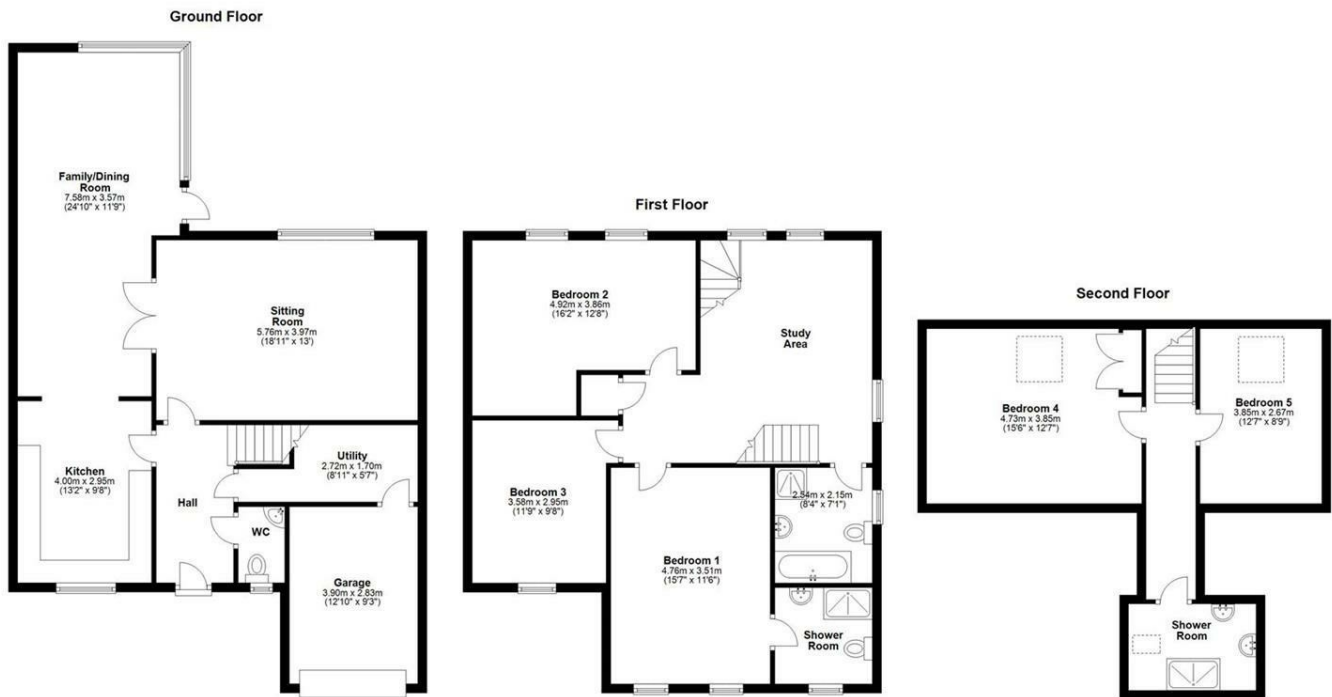 Ground Floor
Family/Dining
Room
7.58m x 3.57m
(24'10" x 11'9")
Sitting
Room
5.76m x 3.97m
(18'11" x 13')
Kitchen
4.00m x 2.95m
(13'2" x 9'8")
Hall
Utility
2.72m x 1.70m
(8'11" x 5'7")
WC
Garage
3.90m x 2.83m
(12'10" x 9'3")
First Floor
Bedroom 2
4.92m x 3.86m
(16'2" x 12'8")
Study
Area
Bedroom 3
3.58m x 2.95m
(11'9" x 9'8")
Bedroom 1
4.76m x 3.51m
(15'7" x 11'6")
2.54m x 2.15m
(8'4" x 7'1")
Shower
Room
Second Floor
Bedroom 4
4.73m x 3.85m
(15'6" x 12'7")
Bedroom 5
3.85m x 2.67m
(12'7" x 8'9")
Shower
Room